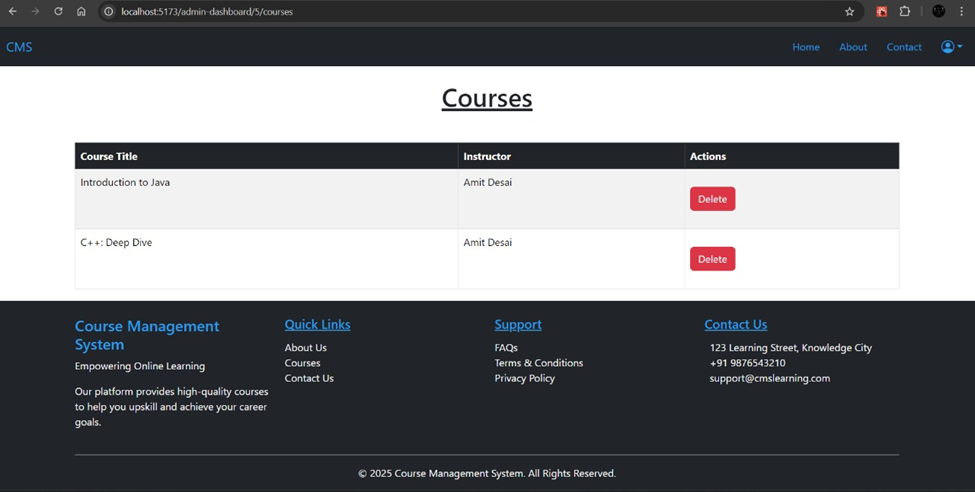 localhost:5173/admin-dashboard/5/courses
CMS
Home About Contact
Courses
Course Title Instructor Actions
Introduction to Java Amit Desai Delete
C++: Deep Dive Amit Desai Delete
Course Management
System
Empowering Online Learning
Our platform provides high-quality courses
to help you upskill and achieve your career
goals.
Quick Links
About Us
Courses
Contact Us
Support
FAQs
Terms & Conditions
Privacy Policy
Contact Us
123 Learning Street, Knowledge City
+91 9876543210
support@cmslearning.com
© 2025 Course Management System. All Rights Reserved.